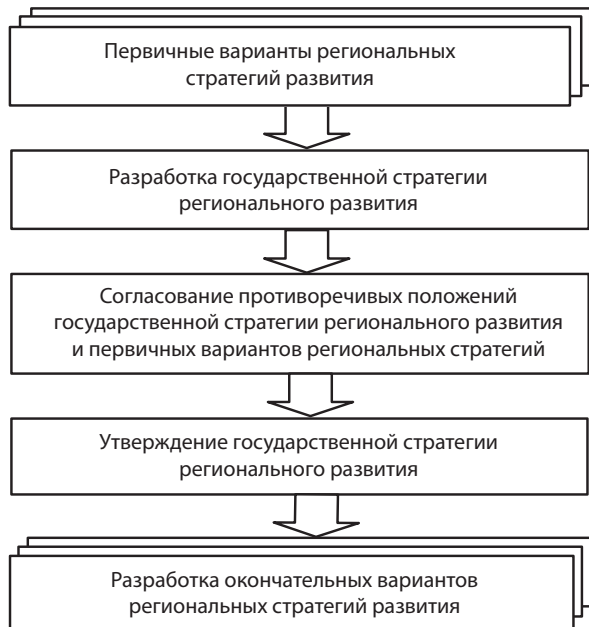 Первичные варианты региональных
стратегий развития
Разработка государственной стратегии
регионального развития
Согласование противоречивых положений
государственной стратегии регионального развития
и первичных вариантов региональных стратегий
Утверждение государственной стратегии
регионального развития
Разработка окончательных вариантов
региональных стратегий развития